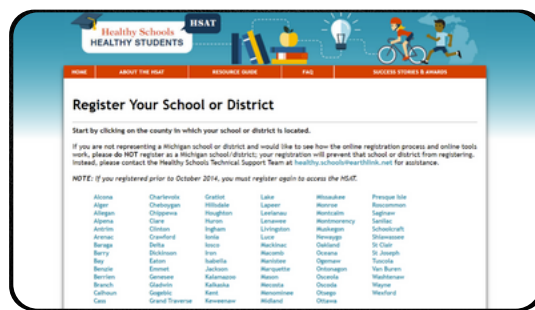 HSAT
Healthy Schools
HEALTHY STUDENTS
HOME ABOUT THE HSAT RESOURCE GUIDE FAQ SUCCESS STORIES & AWARDS
Register Your School or District
Start by clicking on the county in which your school or district is located.
If you are not representing a Michigan school or district and would like to see how the online registration process and online tools
work, please do NOT register as a Michigan school/district; your registration will prevent that school or district from registering.
Instead, please contact the Healthy Schools Technical Support Team at healthy.schools@earthlink.net for assistance.
NOTE: If you registered prior to October 2014, you must register again to access the HSAT.
Alcona Charlevoix Gratiot Lake Missaukee Presque Isle
Alger Cheboygan Hillsdale Lapeer Monroe Roscommon
Allegan Chippewa Houghton Leelanau Montcalm Saginaw
Alpena Clare Huron Lenawee Montmorency Sanilac
Antrim Clinton Ingham Livingston Muskegon Schoolcraft
Arenac Crawford Ionia Luce Newaygo Shiawassee
Baraga Delta Iosco Mackinac Oakland St Clair
Barry Dickinson Iron Macomb Oceana St Joseph
Bay Eaton Isabella Manistee Ogemaw Tuscola
Benzie Emmet Jackson Marquette Ontonagon Van Buren
Berrien Genesee Kalamazoo Mason Osceola Washtenaw
Branch Gladwin Kalkaska Mecosta Oscoda Wayne
Calhoun Gogebic Kent Menominee Otsego Wexford
Cass Grand Traverse Keweenaw Midland Ottawa